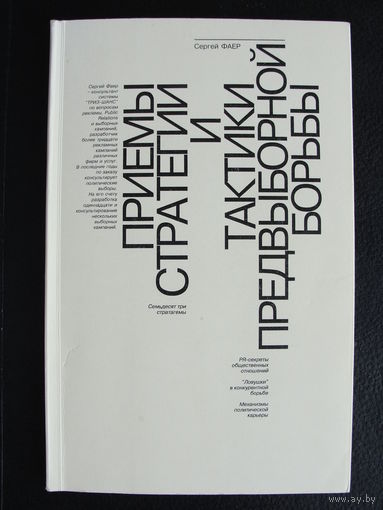 Сергей ФАЕР
Сергей Фаер
- консультант
системы
"ТРИЗ-ШАНС"
по вопросам
рекламы, Public
Relations
и выборных
кампаний,
разработчик
более тридцати
рекламных
кампаний
различных
фирм и услуг.
В последние годы
по заказу
консультирует
политические
выборы.
На его счету
разработка
одиннадцати и
консультирование
нескольких
выборных
кампаний.
ПРИЕМЫ
СТРАТЕГИИ
И
ТАКТИКИ
ПРЕДВЫБОРНОЙ
БОРЬБЫ
Семьдесят три
стратагемы
PR-секреты
общественных
отношений
"Ловушки"
в конкурентной
борьбе
Механизмы
политической
карьеры
ay.by